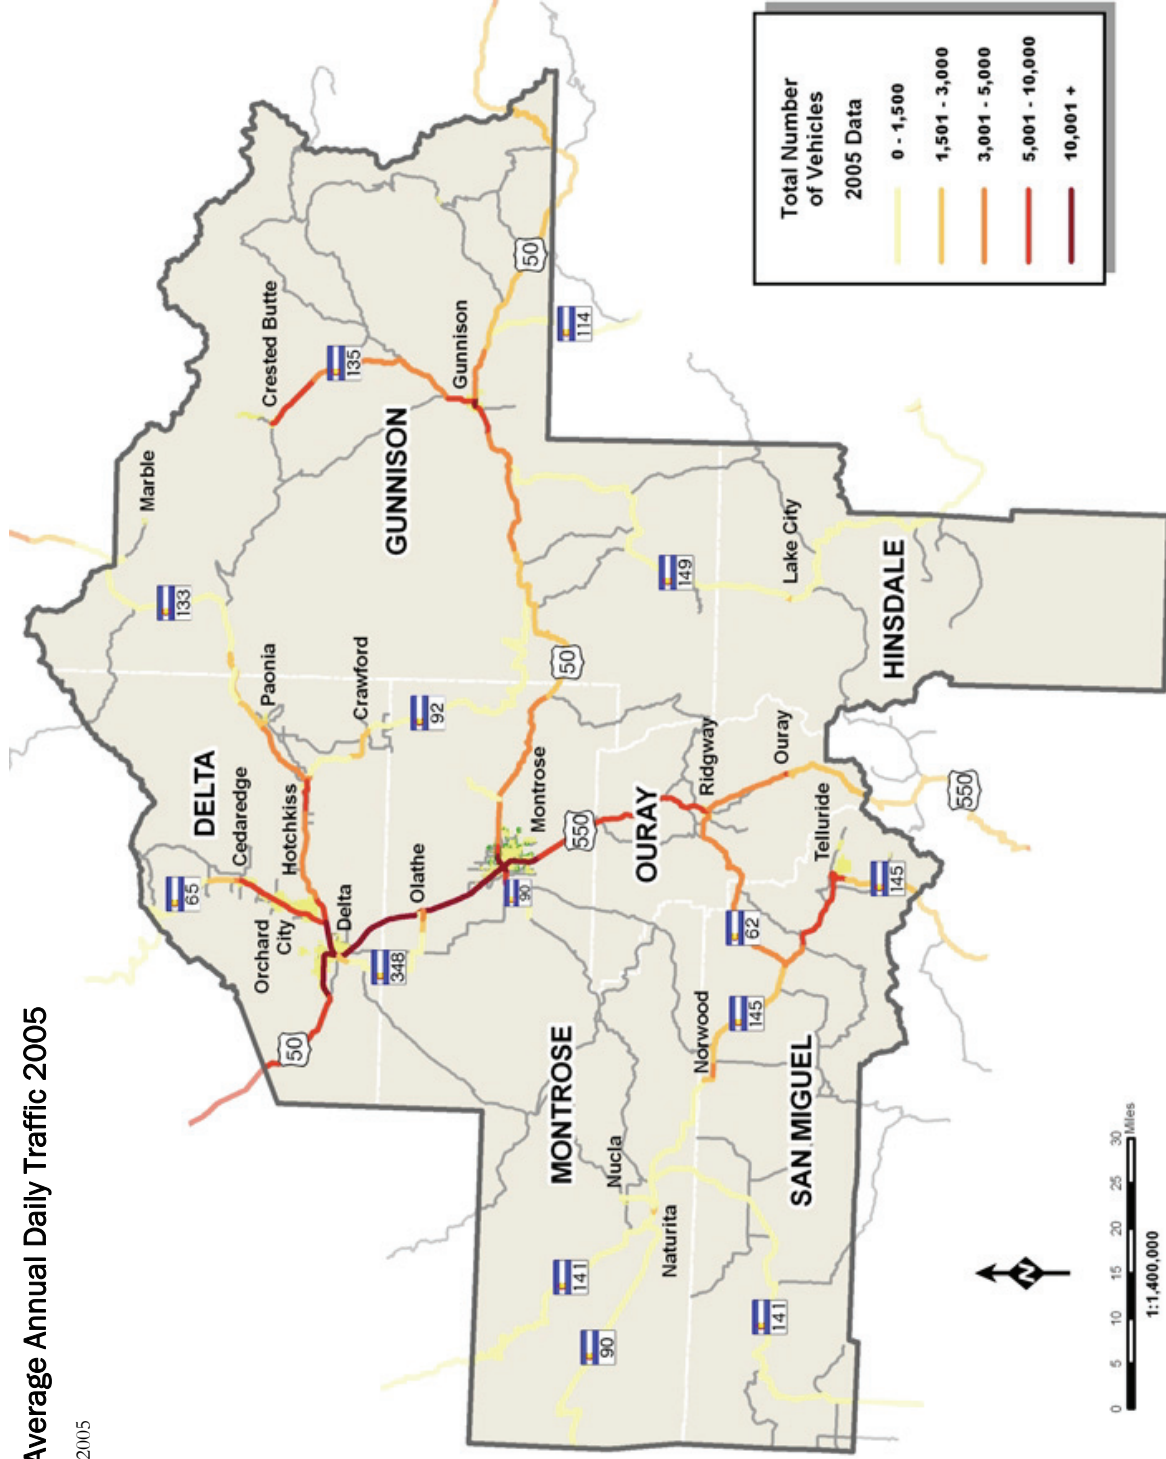 Average Annual Daily Traffic 2005
2005
Marble
Crested Butte
133
135
GUNNISON
Gunnison
50
114
Paonia
Crawford
92
50
DELTA
Cedaredge
65
Hotchkiss
Orchard
City
Delta
Olathe
348
50
Montrose
90
550
149
Lake City
HINSDALE
OURAY
Ridgway
Ouray
550
Telluride
145
62
Norwood
145
MONTROSE
Nucla
Naturita
SAN MIGUEL
141
90
141
Total Number
of Vehicles
2005 Data
0 - 1,500
1,501 - 3,000
3,001 - 5,000
5,001 - 10,000
10,001 +
N
0 5 10 15 20 25 30
Miles
1:1,400,000